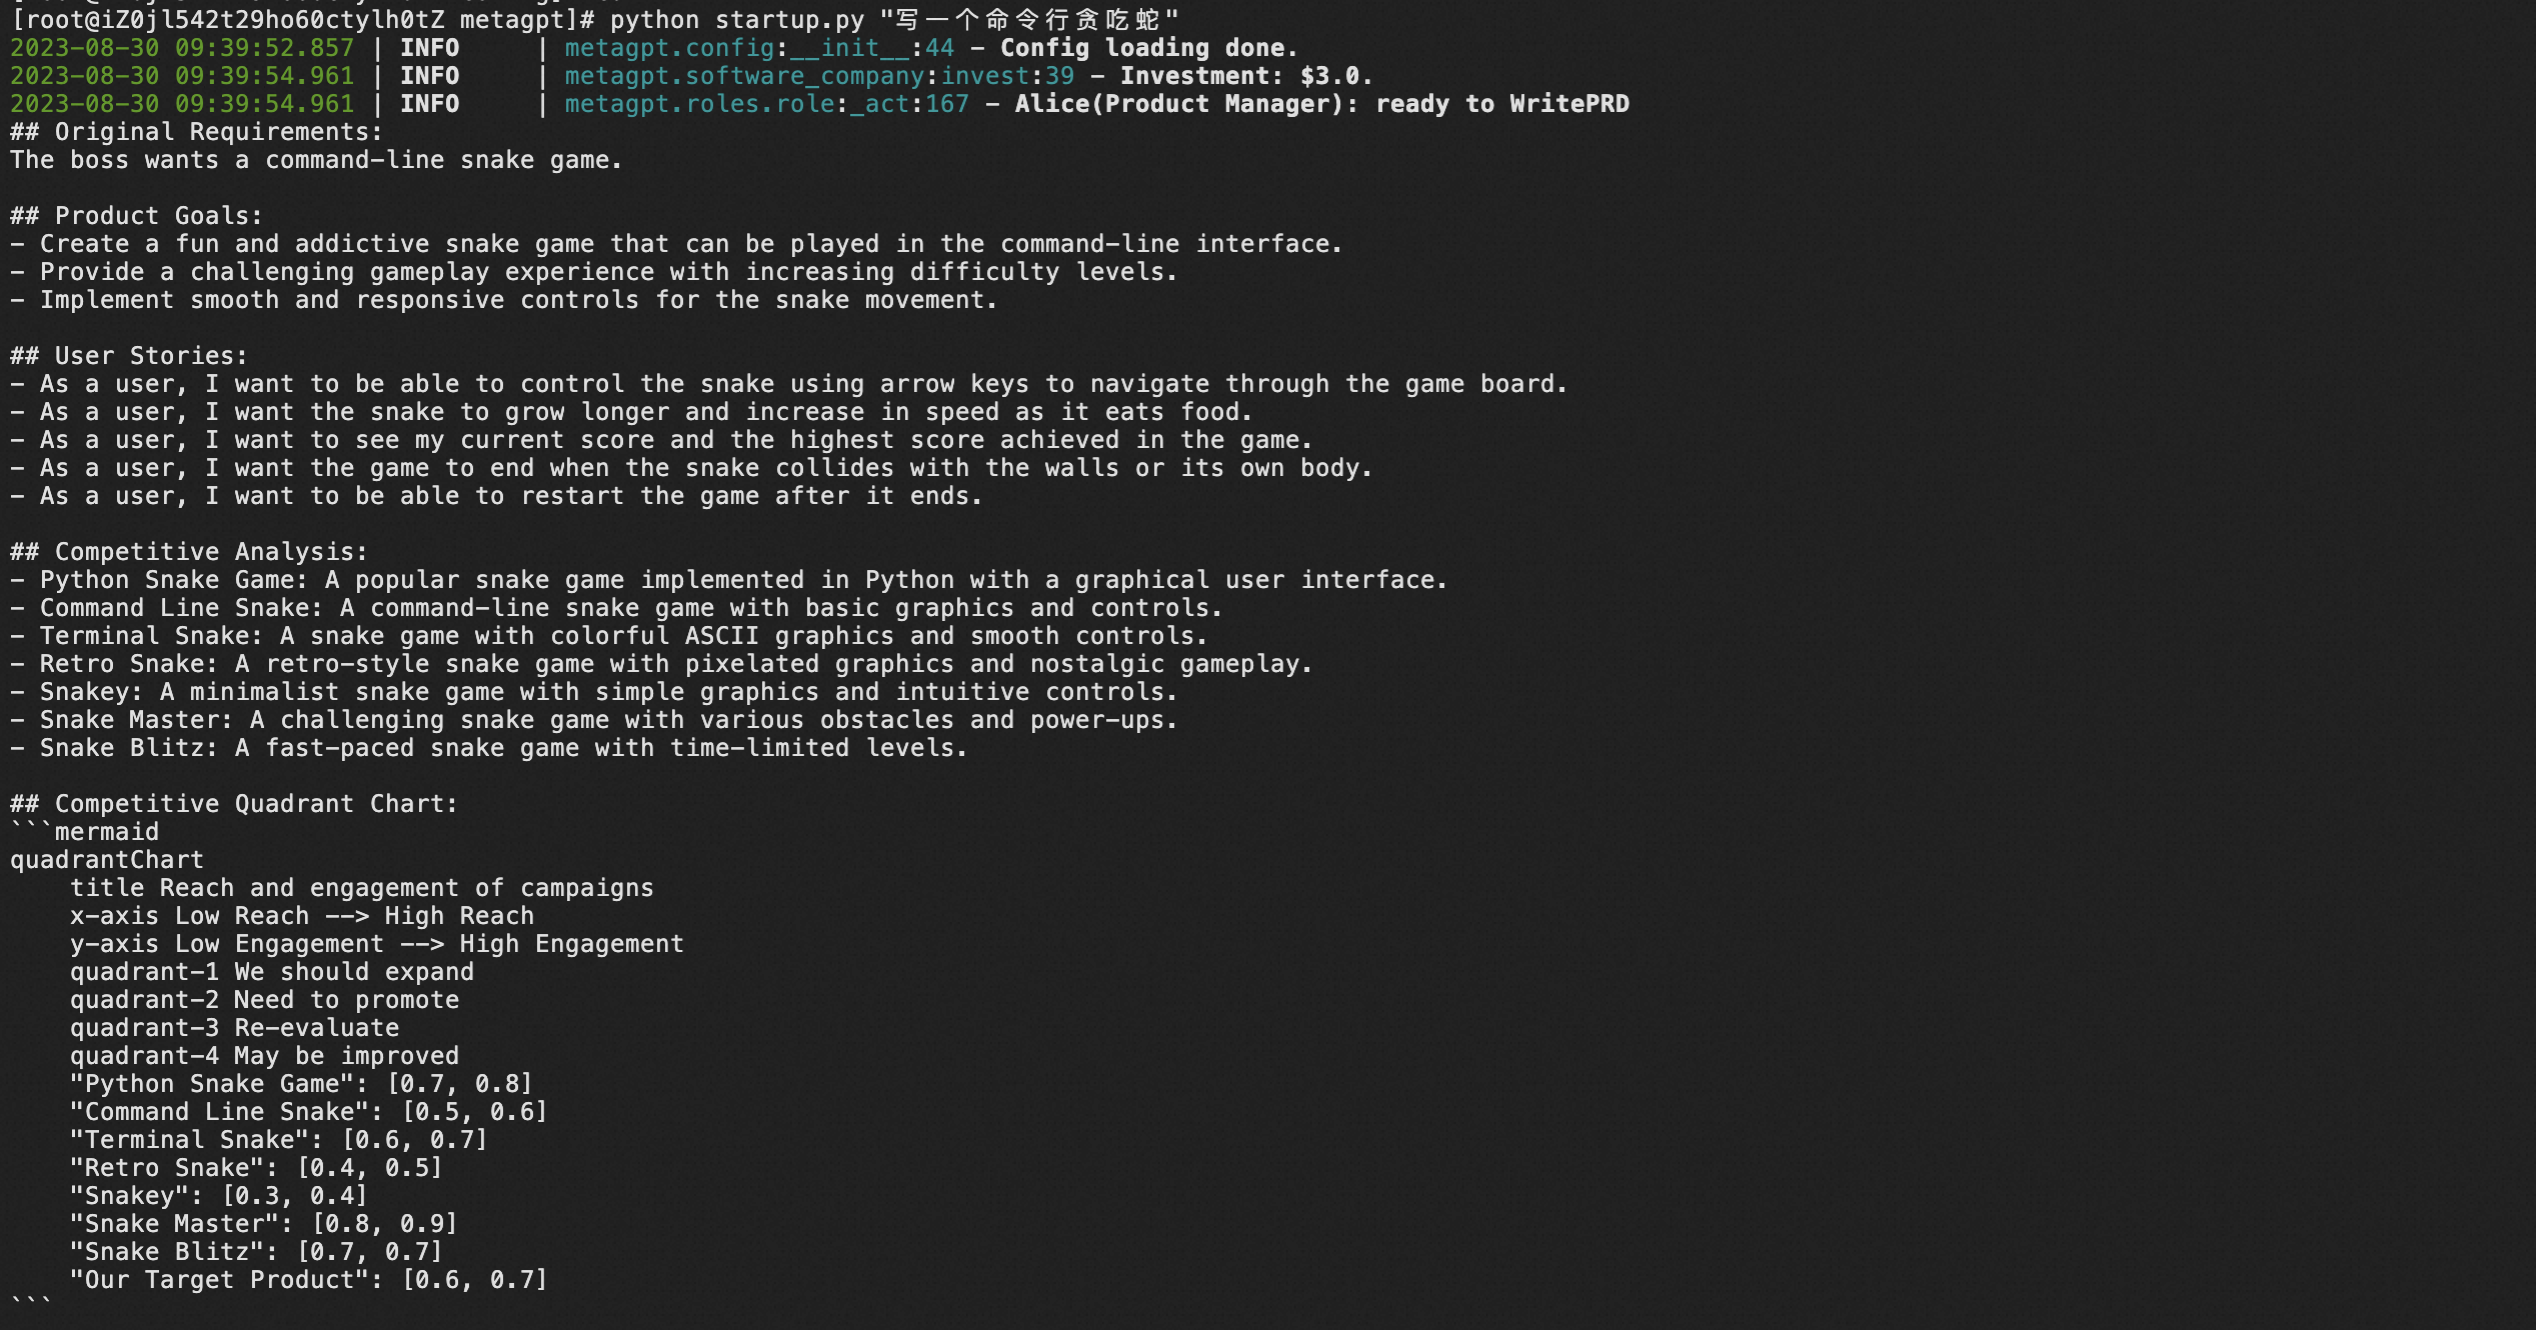 [root@iZ0jl542t29ho60ctylh0tZ metagpt]# python startup.py "写一个命令行贪吃蛇"
2023-08-30 09:39:52.857 | INFO     | metagpt.config:__init__:44 - Config loading done.
2023-08-30 09:39:54.961 | INFO     | metagpt.software_company:invest:39 - Investment: $3.0.
2023-08-30 09:39:54.961 | INFO     | metagpt.roles.role:_act:167 - Alice(Product Manager): ready to WritePRD
## Original Requirements:
The boss wants a command-line snake game.

## Product Goals:
- Create a fun and addictive snake game that can be played in the command-line interface.
- Provide a challenging gameplay experience with increasing difficulty levels.
- Implement smooth and responsive controls for the snake movement.

## User Stories:
- As a user, I want to be able to control the snake using arrow keys to navigate through the game board.
- As a user, I want the snake to grow longer and increase in speed as it eats food.
- As a user, I want to see my current score and the highest score achieved in the game.
- As a user, I want the game to end when the snake collides with the walls or its own body.
- As a user, I want to be able to restart the game after it ends.

## Competitive Analysis:
- Python Snake Game: A popular snake game implemented in Python with a graphical user interface.
- Command Line Snake: A command-line snake game with basic graphics and controls.
- Terminal Snake: A snake game with colorful ASCII graphics and smooth controls.
- Retro Snake: A retro-style snake game with pixelated graphics and nostalgic gameplay.
- Snakey: A minimalist snake game with simple graphics and intuitive controls.
- Snake Master: A challenging snake game with various obstacles and power-ups.
- Snake Blitz: A fast-paced snake game with time-limited levels.

## Competitive Quadrant Chart:
```mermaid
quadrantChart
    title Reach and engagement of campaigns
    x-axis Low Reach --> High Reach
    y-axis Low Engagement --> High Engagement
    quadrant-1 We should expand
    quadrant-2 Need to promote
    quadrant-3 Re-evaluate
    quadrant-4 May be improved
    "Python Snake Game": [0.7, 0.8]
    "Command Line Snake": [0.5, 0.6]
    "Terminal Snake": [0.6, 0.7]
    "Retro Snake": [0.4, 0.5]
    "Snakey": [0.3, 0.4]
    "Snake Master": [0.8, 0.9]
    "Snake Blitz": [0.7, 0.7]
    "Our Target Product": [0.6, 0.7]
```